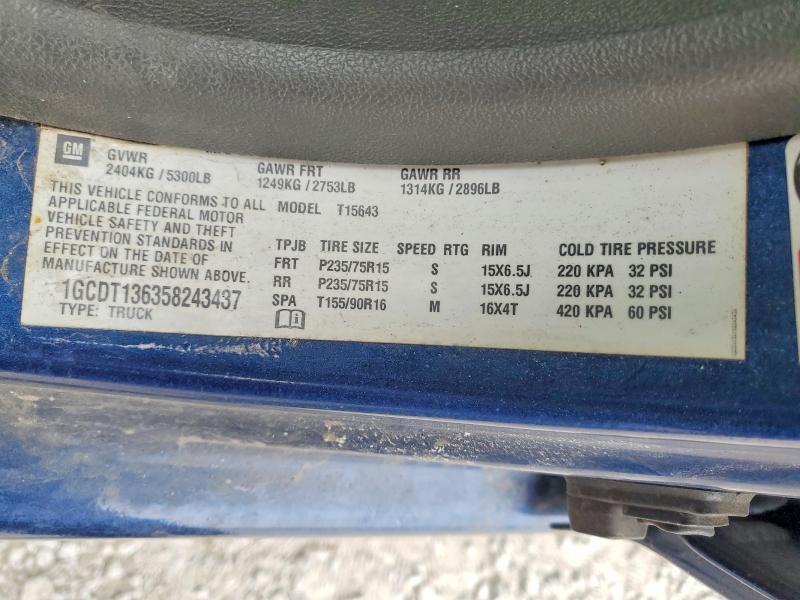 GM
GVWR
2404KG / 5300LB
GAWR FRT
1249KG / 2753LB
GAWR RR
1314KG / 2896LB
THIS VEHICLE CONFORMS TO ALL
APPLICABLE FEDERAL MOTOR
VEHICLE SAFETY AND THEFT
PREVENTION STANDARDS IN
EFFECT ON THE DATE OF
MANUFACTURE SHOWN ABOVE.
1GCDT136358243437
TYPE: TRUCK
MODEL T15643
TPJB TIRE SIZE SPEED RTG RIM COLD TIRE PRESSURE
FRT P235/75R15 S 15X6.5J 220 KPA 32 PSI
RR P235/75R15 S 15X6.5J 220 KPA 32 PSI
SPA T155/90R16 M 16X4T 420 KPA 60 PSI